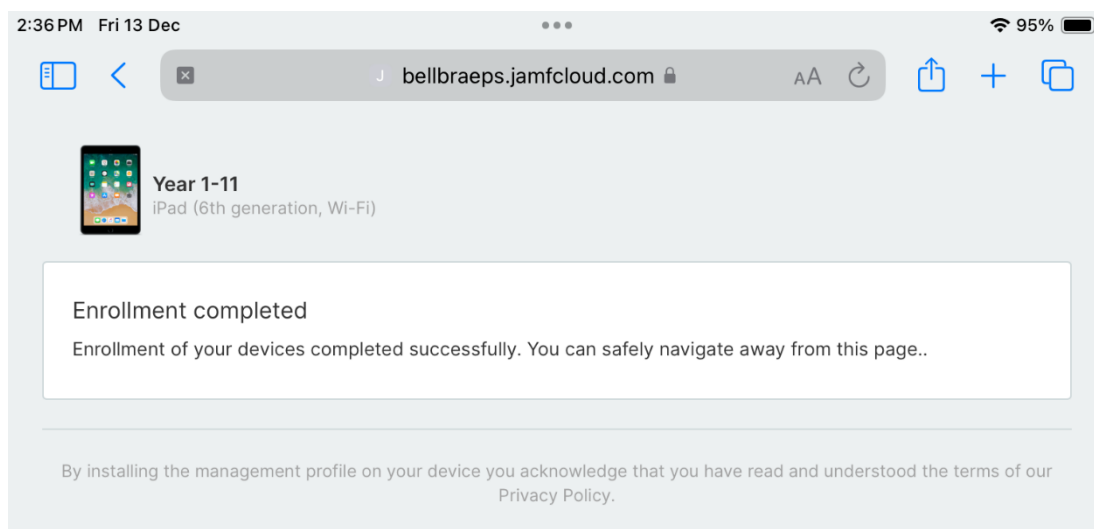 2:36 PM Fri 13 Dec 95%
J bellbraeps.jamfcloud.com AA
Year 1-11
iPad (6th generation, Wi-Fi)
Enrollment completed
Enrollment of your devices completed successfully. You can safely navigate away from this page..
By installing the management profile on your device you acknowledge that you have read and understood the terms of our
Privacy Policy.